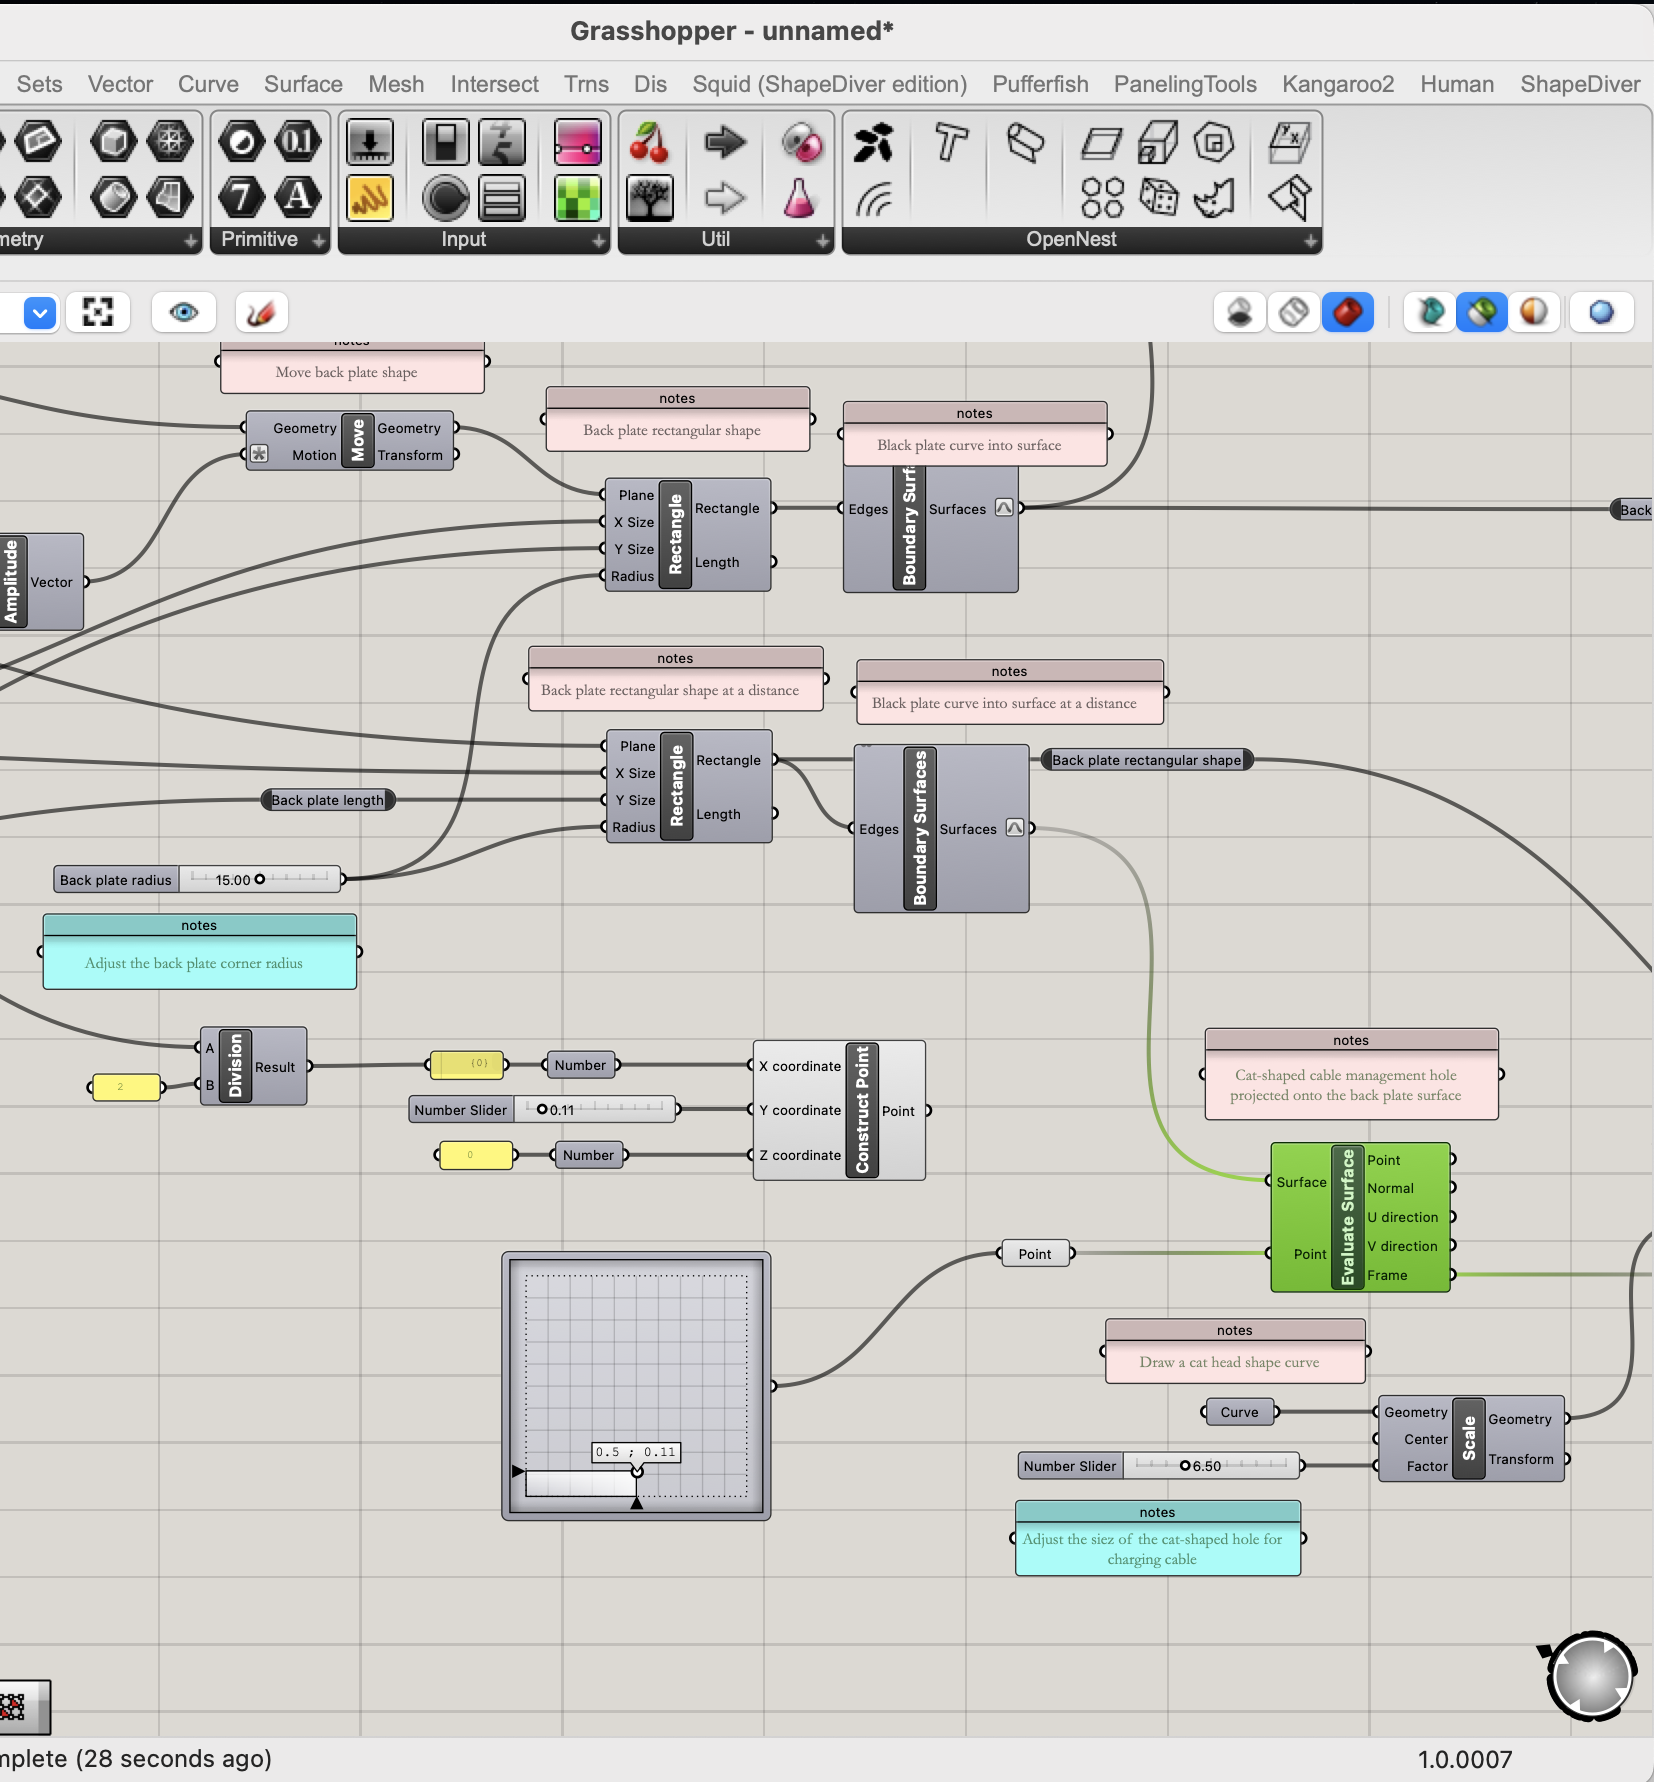 Grasshopper - unnamed*
Sets Vector Curve Surface Mesh Intersect Trns Dis Squid (ShapeDiver edition) Pufferfish PanelingTools Kangaroo2 Human ShapeDiver
metry Primitive Input Util OpenNest
notes
Move back plate shape
Geometry Motion Move Geometry Transform
notes
Back plate rectangular shape
notes
Black plate curve into surface
Amplitude Vector
Plane X Size Y Size Radius Rectangle Rectangle Length
Edges Boundary Surf Surfaces
Back
notes
Back plate rectangular shape at a distance
notes
Black plate curve into surface at a distance
Plane X Size Y Size Radius Rectangle Rectangle Length
Back plate length
Edges Boundary Surfaces Surfaces
Back plate rectangular shape
Back plate radius 15.00
notes
Adjust the back plate corner radius
A B Division Result
2
{0}
Number
Number Slider 0.11
0
Number
X coordinate Y coordinate Z coordinate Construct Point Point
notes
Cat-shaped cable management hole
projected onto the back plate surface
Surface Point Evaluate Surface Point Normal U direction V direction Frame
Point
0.5 ; 0.11
notes
Draw a cat head shape curve
Curve
Geometry Center Factor Scale Geometry Transform
Number Slider 6.50
notes
Adjust the siez of the cat-shaped hole for
charging cable
mplete (28 seconds ago)
1.0.0007